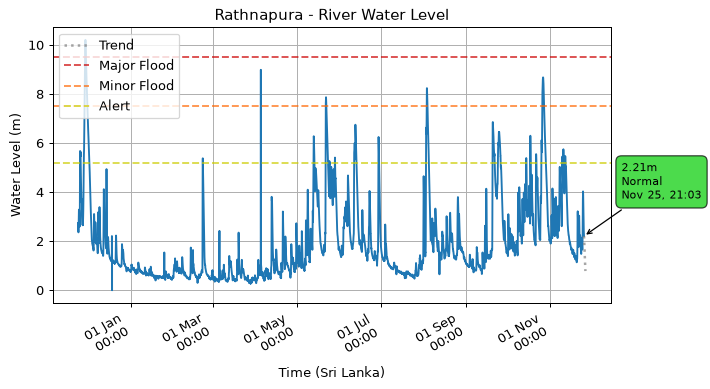 Rathnapura - River Water Level
Trend
Major Flood
Minor Flood
Alert
Water Level (m)
10
8
6
4
2
0
2.21m
Normal
Nov 25, 21:03
01 Jan
00:00
01 Mar
00:00
01 May
00:00
01 Jul
00:00
01 Sep
00:00
01 Nov
00:00
Time (Sri Lanka)